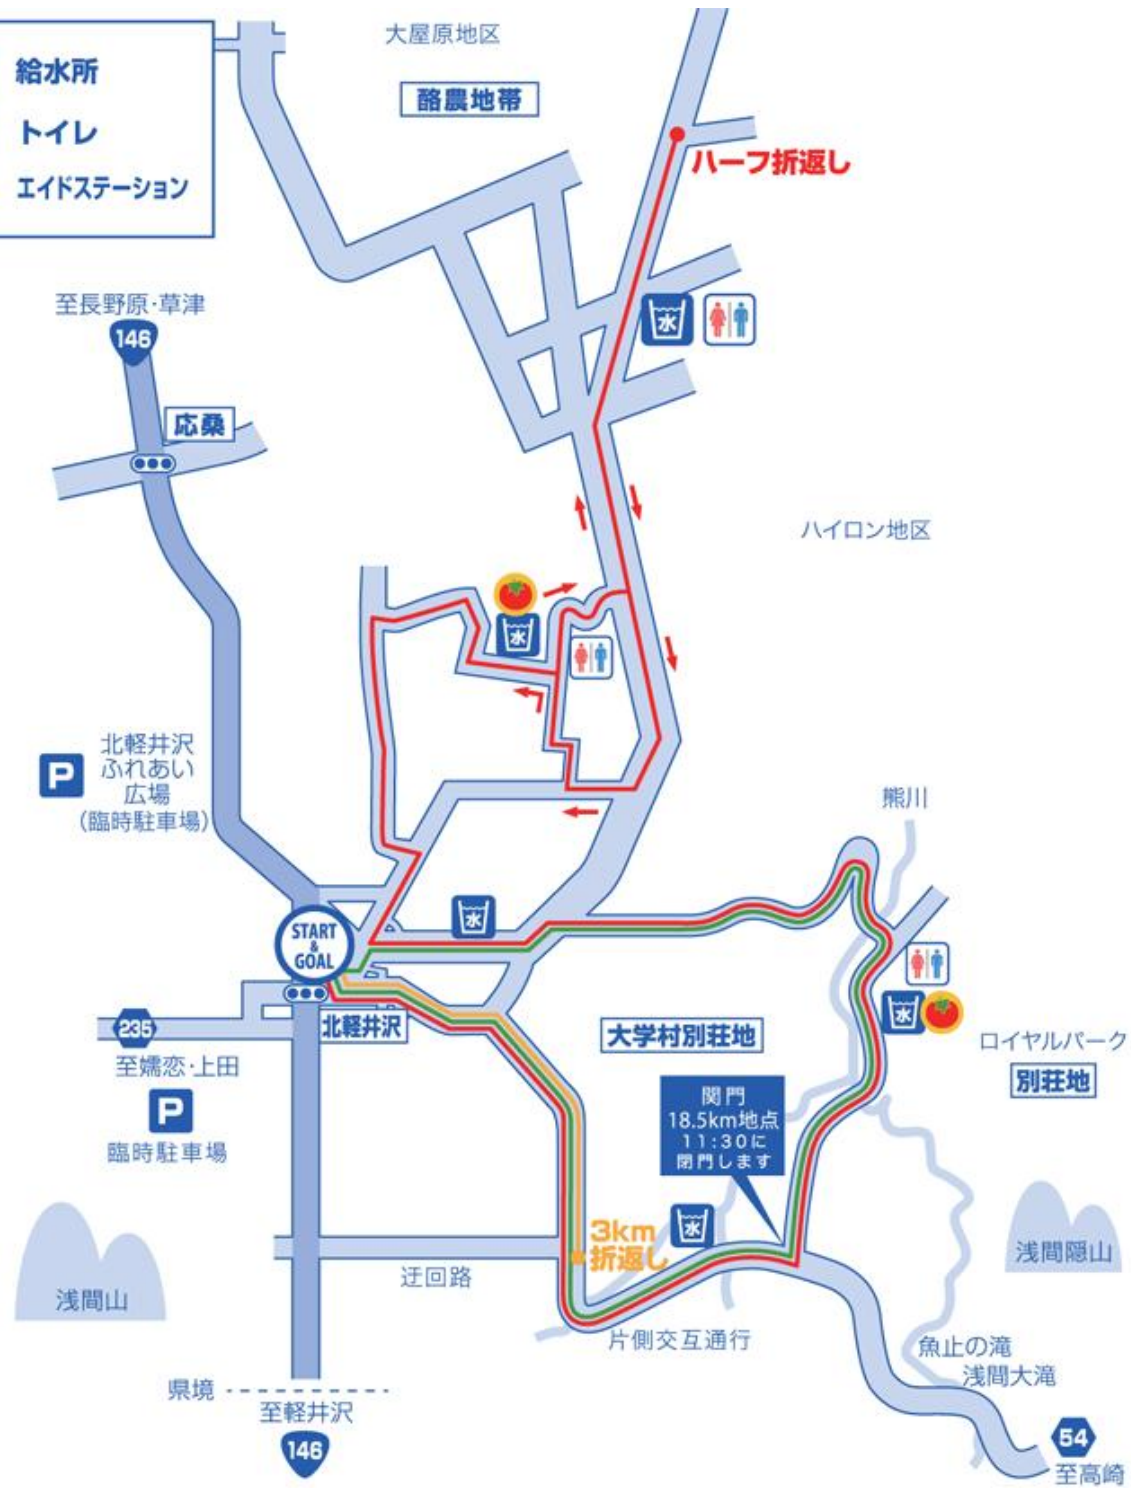 給水所
トイレ
エイドステーション
大屋原地区
酪農地帯
ハーフ折返し
至長野原・草津
146
応桑
水
ハイロン地区
水
P
北軽井沢
ふれあい
広場
(臨時駐車場)
熊川
水
START
&
GOAL
北軽井沢
235
至嬬恋・上田
P
臨時駐車場
大学村別荘地
水
ロイヤルパーク
別荘地
関門
18.5km地点
11:30に
閉門します
水
3km
折返し
迂回路
浅間山
浅間隠山
片側交互通行
魚止の滝
浅間大滝
県境
至軽井沢
146
54
至高崎